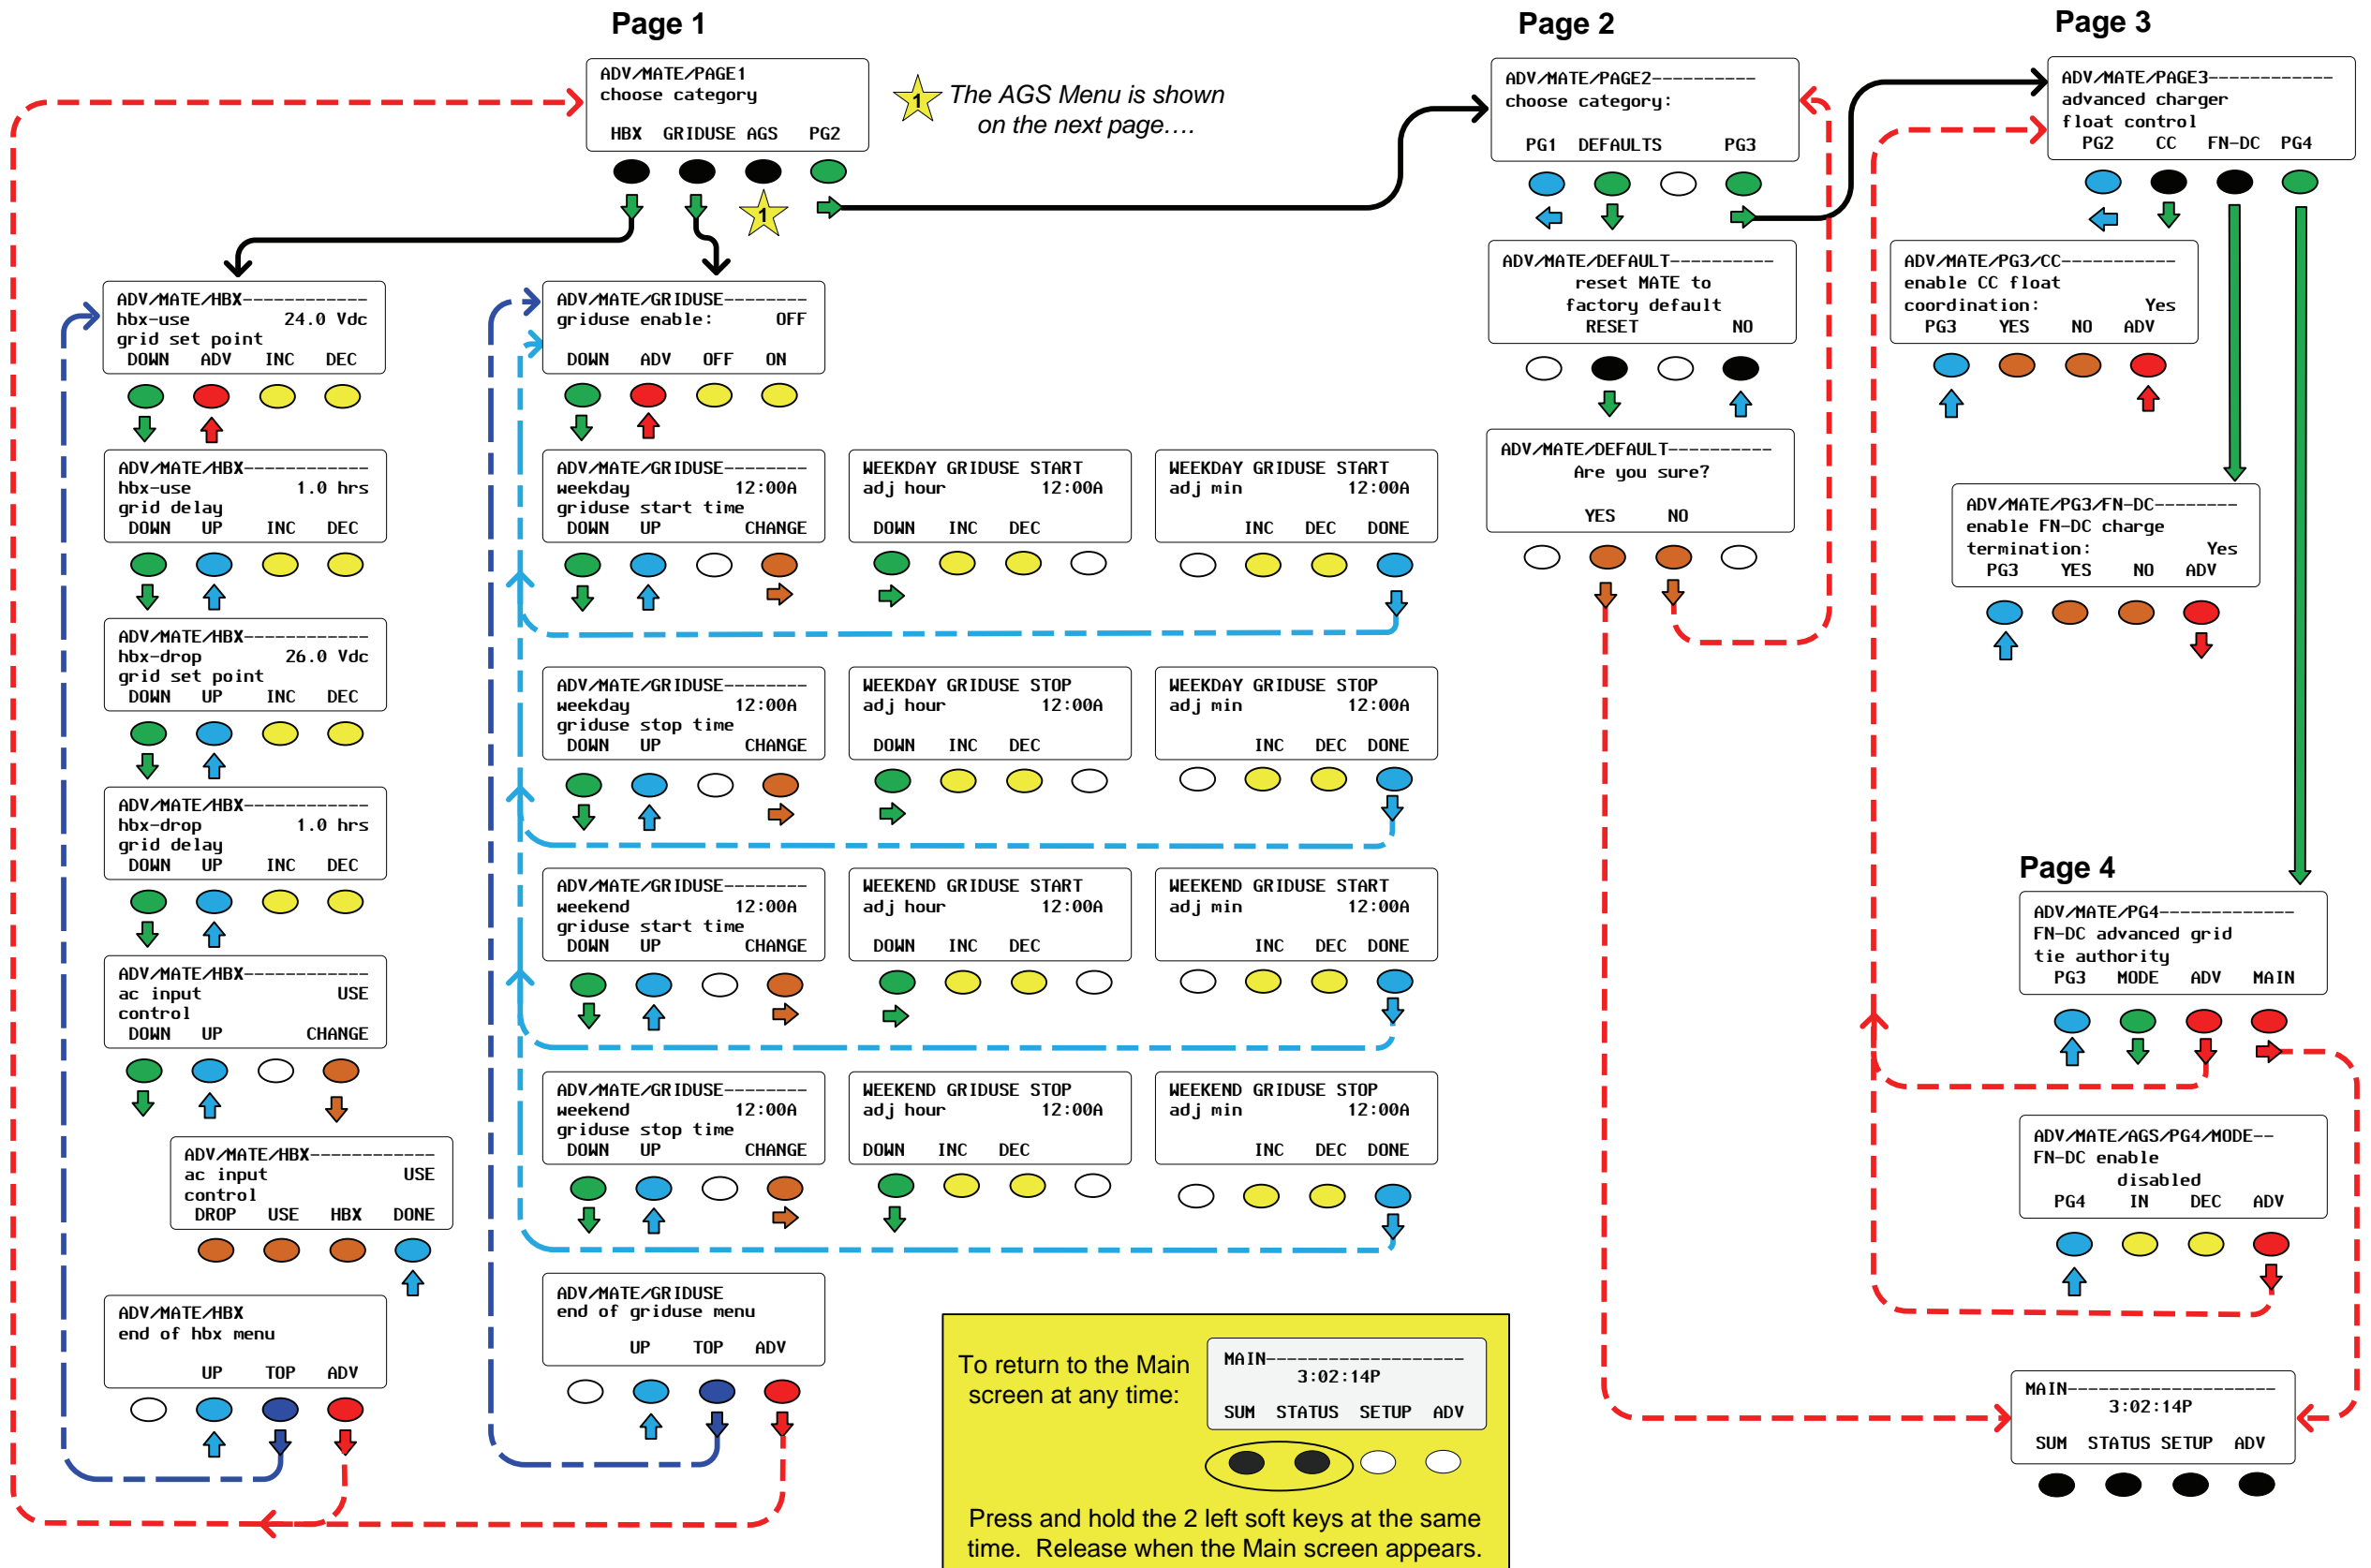 Page 1
ADV/MATE/PAGE1
choose category
HBX GRIDUSE AGS PG2
1
1
The AGS Menu is shown
on the next page....
ADV/MATE/HBX------------
hbx-use 24.0 Vdc
grid set point
DOWN ADV INC DEC
ADV/MATE/HBX------------
hbx-use 1.0 hrs
grid delay
DOWN UP INC DEC
ADV/MATE/HBX------------
hbx-drop 26.0 Vdc
grid set point
DOWN UP INC DEC
ADV/MATE/HBX------------
hbx-drop 1.0 hrs
grid delay
DOWN UP INC DEC
ADV/MATE/HBX------------
ac input USE
control
DOWN UP CHANGE
ADV/MATE/HBX------------
ac input USE
control
DROP USE HBX DONE
ADV/MATE/HBX
end of hbx menu
UP TOP ADV
ADV/MATE/GRIDUSE--------
griduse enable: OFF
DOWN ADV OFF ON
ADV/MATE/GRIDUSE--------
weekday 12:00A
griduse start time
DOWN UP CHANGE
WEEKDAY GRIDUSE START
adj hour 12:00A
DOWN INC DEC
WEEKDAY GRIDUSE START
adj min 12:00A
INC DEC DONE
ADV/MATE/GRIDUSE--------
weekday 12:00A
griduse stop time
DOWN UP CHANGE
WEEKDAY GRIDUSE STOP
adj hour 12:00A
DOWN INC DEC
WEEKDAY GRIDUSE STOP
adj min 12:00A
INC DEC DONE
ADV/MATE/GRIDUSE--------
weekend 12:00A
griduse start time
DOWN UP CHANGE
WEEKEND GRIDUSE START
adj hour 12:00A
DOWN INC DEC
WEEKEND GRIDUSE START
adj min 12:00A
INC DEC DONE
ADV/MATE/GRIDUSE--------
weekend 12:00A
griduse stop time
DOWN UP CHANGE
WEEKEND GRIDUSE STOP
adj hour 12:00A
DOWN INC DEC
WEEKEND GRIDUSE STOP
adj min 12:00A
INC DEC DONE
ADV/MATE/GRIDUSE
end of griduse menu
UP TOP ADV
To return to the Main
screen at any time:
MAIN-------------------
3:02:14P
SUM STATUS SETUP ADV
Press and hold the 2 left soft keys at the same
time. Release when the Main screen appears.
Page 2
ADV/MATE/PAGE2----------
choose category:
PG1 DEFAULTS PG3
ADV/MATE/DEFAULT----------
reset MATE to
factory default
RESET NO
ADV/MATE/DEFAULT----------
Are you sure?
YES NO
Page 3
ADV/MATE/PAGE3------------
advanced charger
float control
PG2 CC FN-DC PG4
ADV/MATE/PG3/CC-----------
enable CC float
coordination: Yes
PG3 YES NO ADV
ADV/MATE/PG3/FN-DC--------
enable FN-DC charge
termination: Yes
PG3 YES NO ADV
Page 4
ADV/MATE/PG4-------------
FN-DC advanced grid
tie authority
PG3 MODE ADV MAIN
ADV/MATE/AGS/PG4/MODE--
FN-DC enable
disabled
PG4 IN DEC ADV
MAIN--------------------
3:02:14P
SUM STATUS SETUP ADV